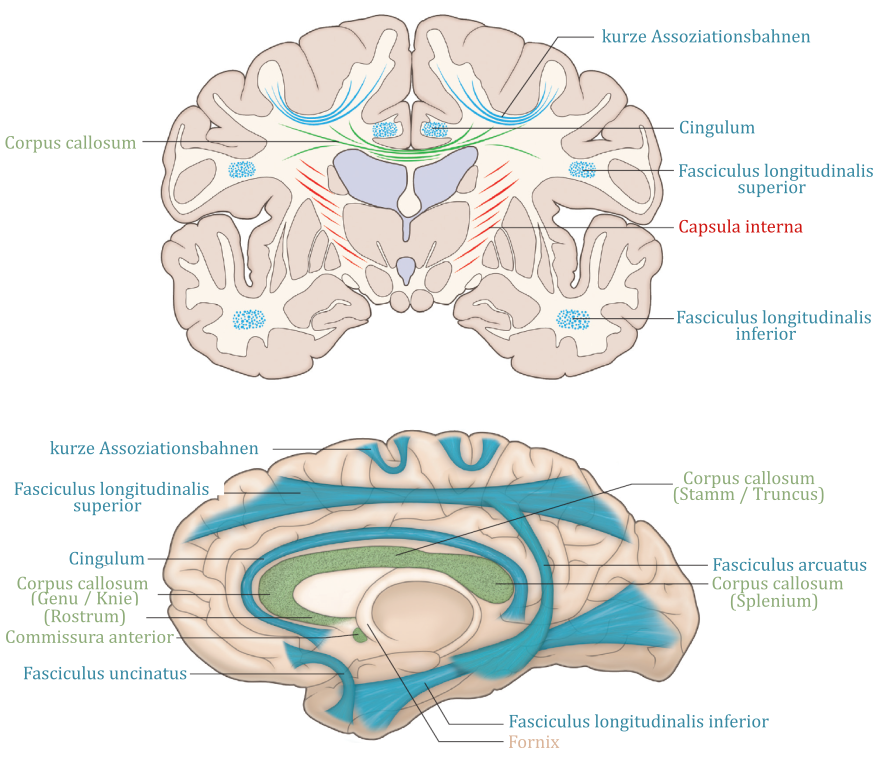 kurze Assoziationsbahnen
Cingulum
Corpus callosum
Fasciculus longitudinalis
superior
Capsula interna
Fasciculus longitudinalis
inferior
kurze Assoziationsbahnen
Corpus callosum
(Stamm / Truncus)
Fasciculus longitudinalis
superior
Cingulum
Fasciculus arcuatus
Corpus callosum
(Genu / Knie)
Corpus callosum
(Splenium)
(Rostrum)
Commissura anterior
Fasciculus uncinatus
Fasciculus longitudinalis inferior
Fornix